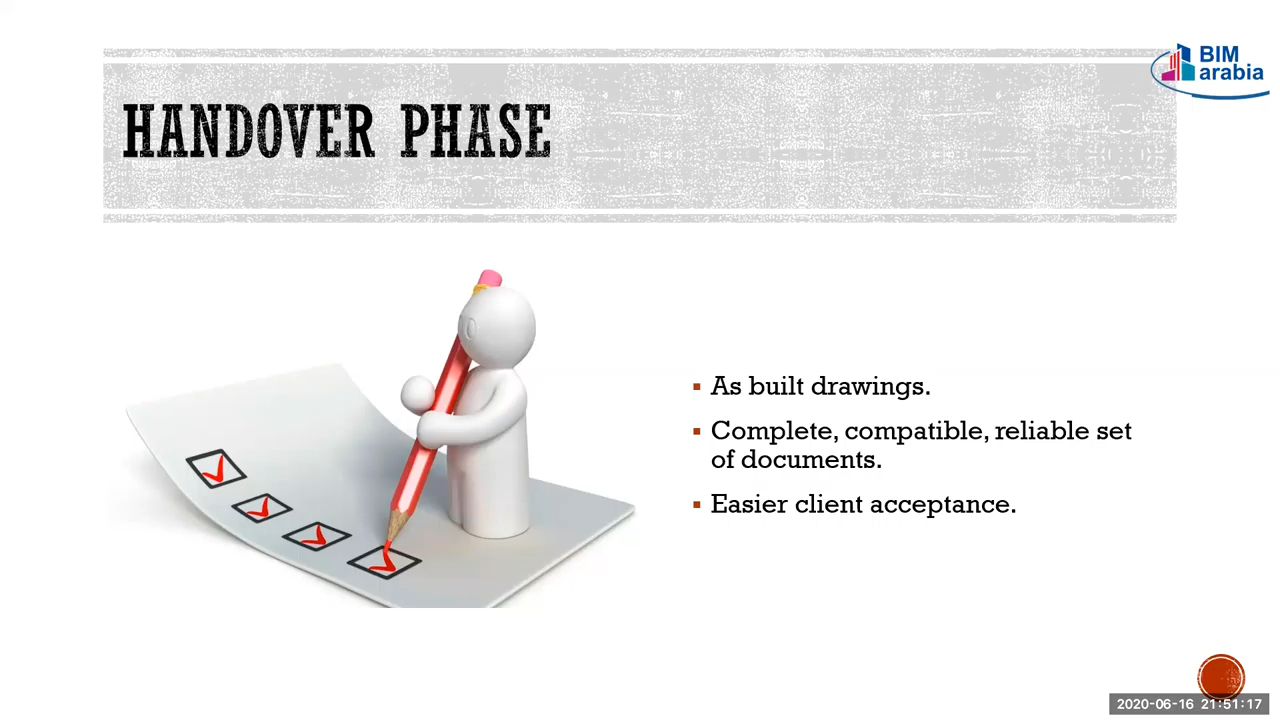 BIM
arabia
HANDOVER PHASE
▪ As built drawings.
▪ Complete, compatible, reliable set
of documents.
▪ Easier client acceptance.
2020-06-16 21:51:17